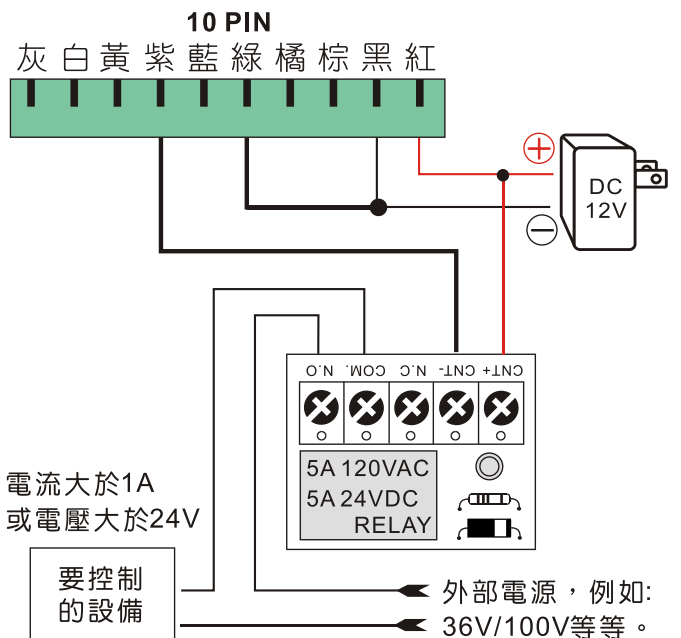 10 PIN
灰 白 黃 紫 藍 綠 橘 棕 黑 紅
DC
12V
N.O COM. N.C CNT- CNT+
5A 120VAC
5A 24VDC
RELAY
電流大於1A
或電壓大於24V
要控制
的設備
外部電源，例如:
36V/100V等等。